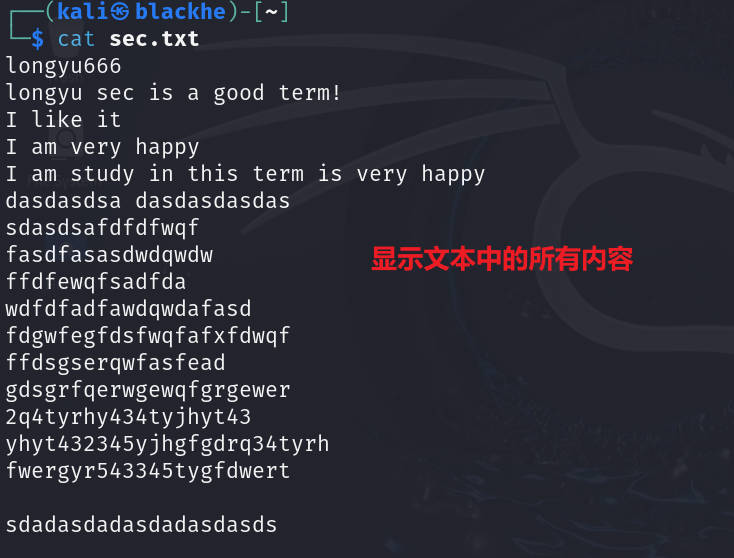 ┌──(kali㉿blackhe)-[~]
└─$ cat sec.txt
longyu666
longyu sec is a good term!
I like it
I am very happy
I am study in this term is very happy
dasdasdsa dasdasdasdas
sdasdsafdfdfwqf
fasdfasasdwdqwdw
显示文本中的所有内容
ffdfewqfsadfda
wdfdfadfawdqwdafasd
fdgwfegfdsfwqfafxfdwqf
ffdsgserqwfasfead
gdsgrfqerwgewqfgrgewer
2q4tyrhy434tyjhyt43
yhyt432345yjhgfgdrq34tyrh
fwergyr543345tygfdwert
sdadasdadasdadasdasds